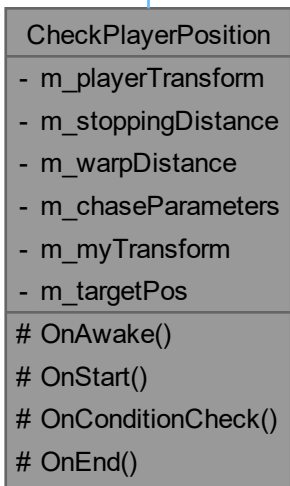 CheckPlayerPosition
- m_playerTransform
- m_stoppingDistance
- m_warpDistance
- m_chaseParameters
- m_myTransform
- m_targetPos
# OnAwake()
# OnStart()
# OnConditionCheck()
# OnEnd()